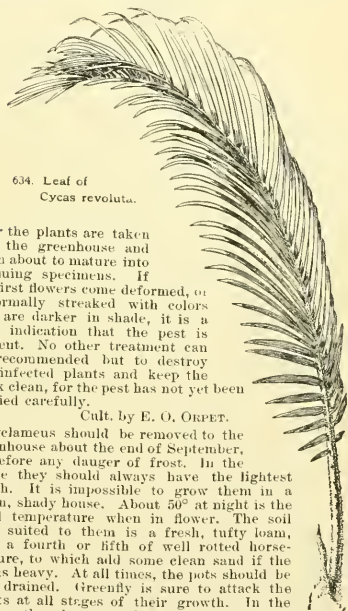 634. Leaf of
Cycas revoluta.
the plants are taken
the greenhouse and
about to mature into
uing specimens. If
irst flowers come deformed, or
ormally streaked with colors
are darker in shade, it is a
indication that the pest is
ent. No other treatment can
recommended but to destroy
infected plants and keep the
k clean, for the pest has not yet been
ied carefully.
Cult. by E. O. ORPET.
yclameus should be removed to the
nhouse about the end of September,
efore any danger of frost. In the
e they should always have the lightest
h. It is impossible to grow them in a
, shady house. About 50° at night is the
l temperature when in flower. The soil
suited to them is a fresh, tufty loam,
a fourth or fifth of well rotted horse-
ure, to which add some clean sand if the
s heavy. At all times, the pots should be
drained. Greenfly is sure to attack the
ts at all stages of their growth. In the